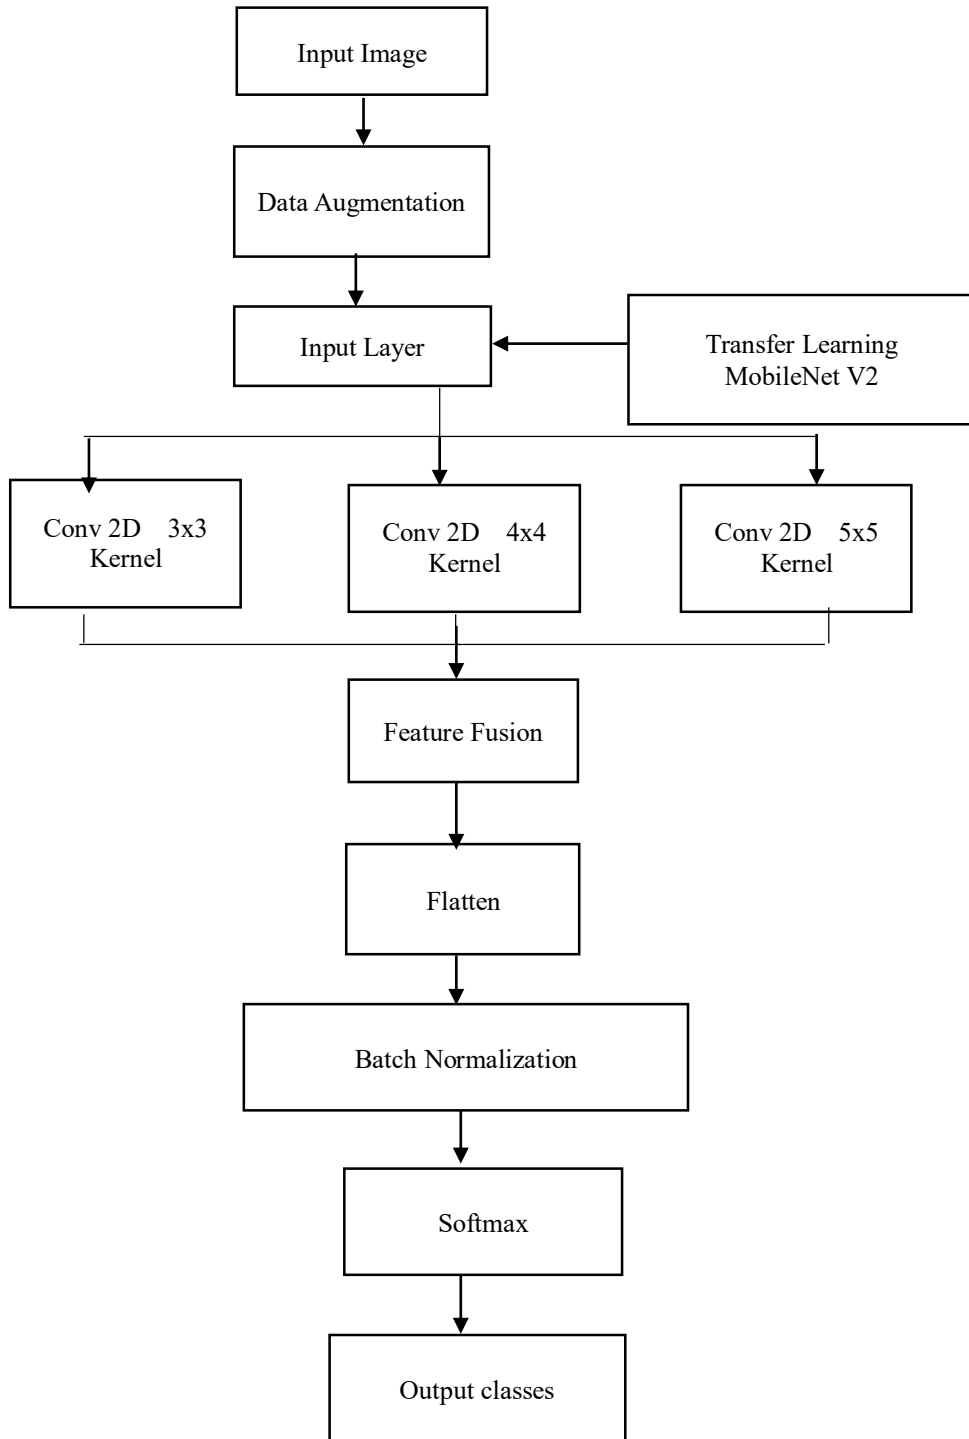 Input Image
Data Augmentation
Input Layer
Transfer Learning
MobileNet V2
Conv 2D 3x3
Kernel
Conv 2D 4x4
Kernel
Conv 2D 5x5
Kernel
Feature Fusion
Flatten
Batch Normalization
Softmax
Output classes